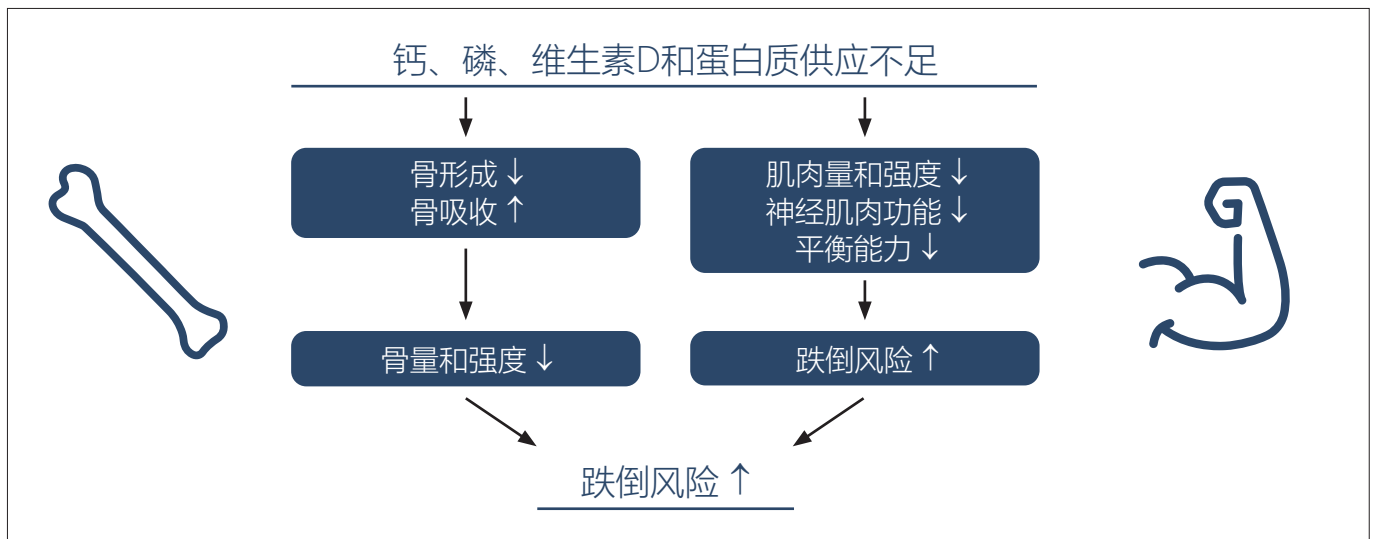 钙、磷、维生素D和蛋白质供应不足
骨形成 ↓
骨吸收 ↑
肌肉量和强度 ↓
神经肌肉功能 ↓
平衡能力 ↓
骨量和强度 ↓
跌倒风险 ↑
跌倒风险 ↑